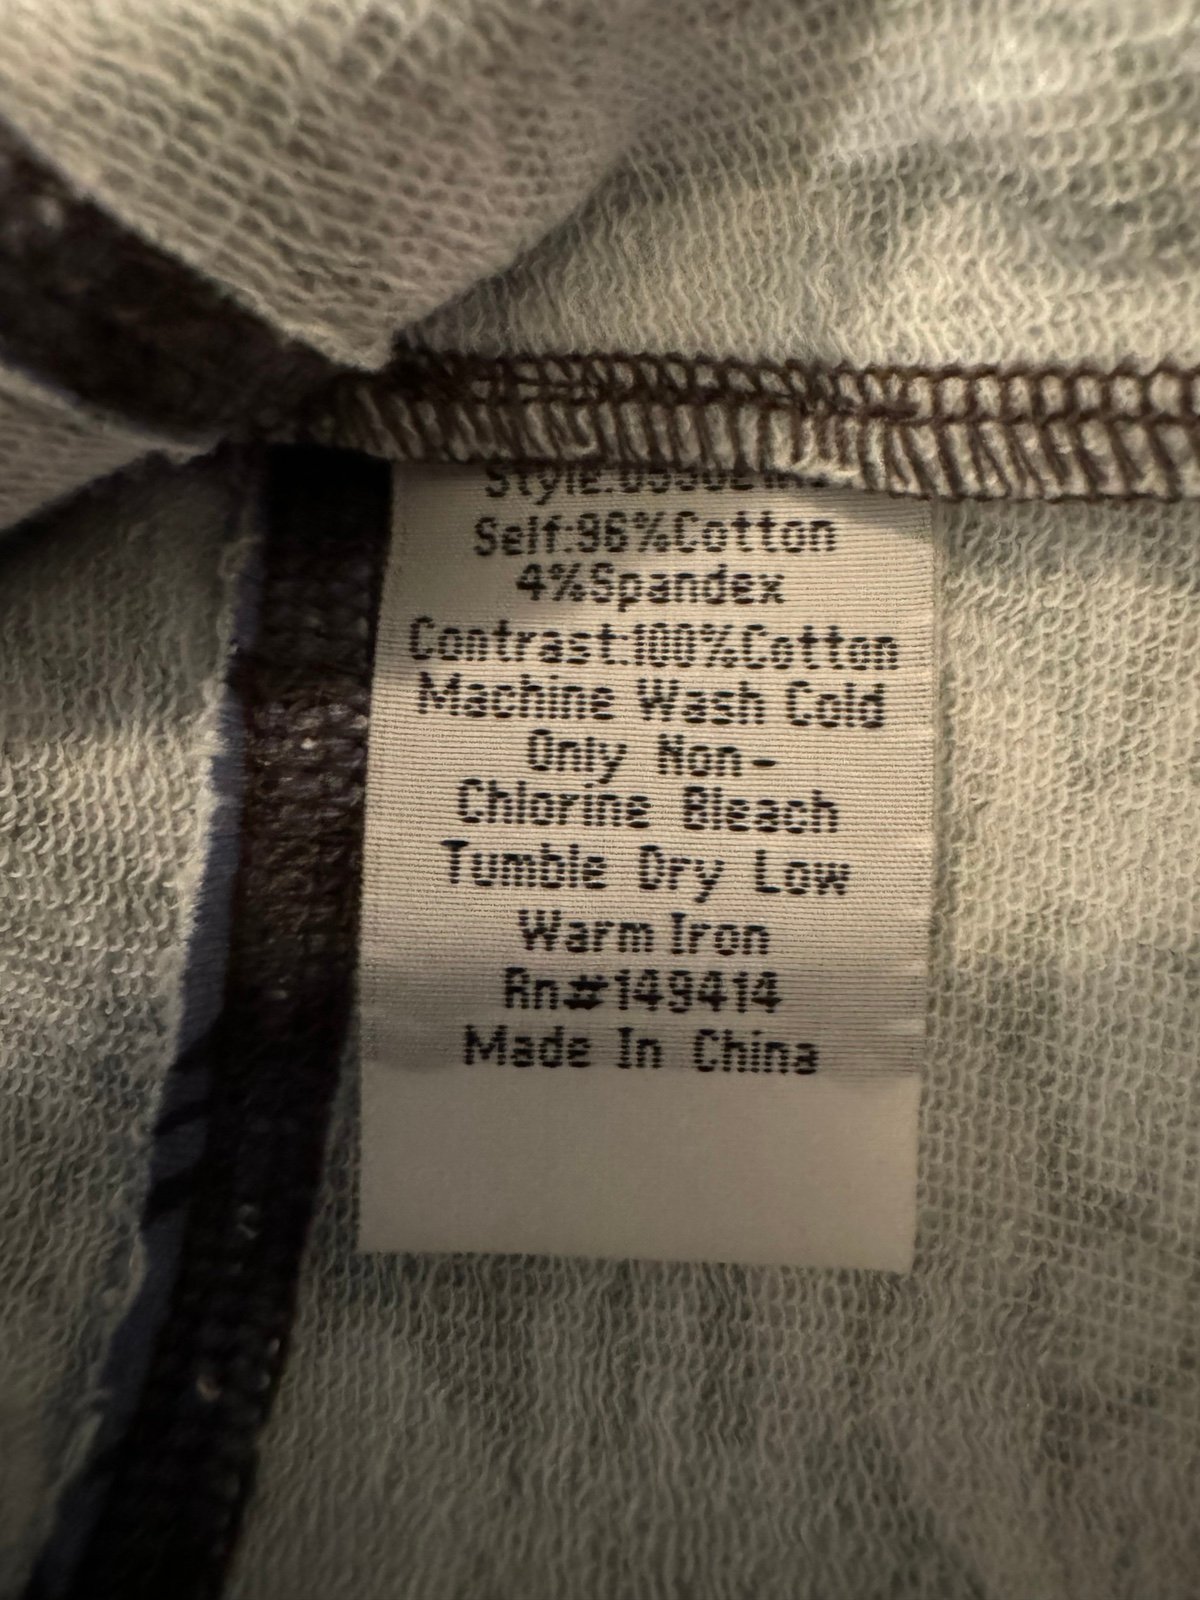 Self:96%Cotton
4%Spandex
Contrast:100%Cotton
Machine Wash Cold
Only Non-
Chlorine Bleach
Tumble Dry Low
Warm Iron
Rn#149414
Made In China